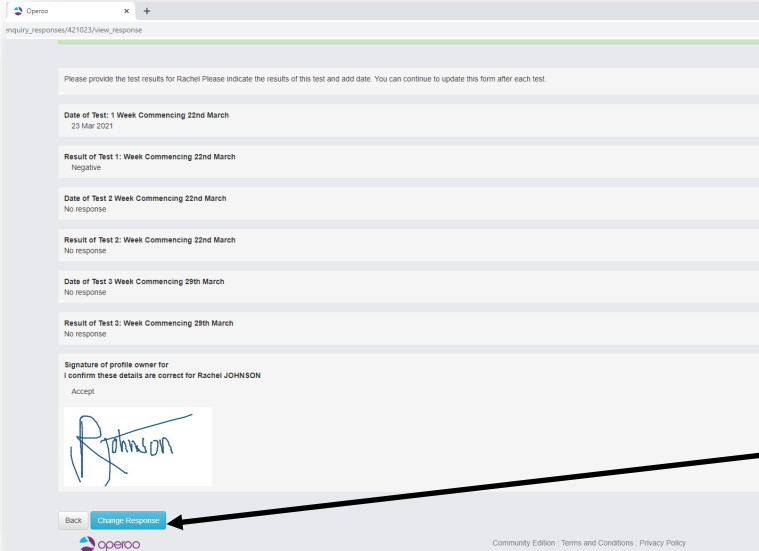 Operoo
enquiry_responses/421023/view_response
Please provide the test results for Rachel Please indicate the results of this test and add date. You can continue to update this form after each test.
Date of Test: 1 Week Commencing 22nd March
23 Mar 2021
Result of Test 1: Week Commencing 22nd March
Negative
Date of Test 2 Week Commencing 22nd March
No response
Result of Test 2: Week Commencing 22nd March
No response
Date of Test 3 Week Commencing 29th March
No response
Result of Test 3: Week Commencing 29th March
No response
Signature of profile owner for
I confirm these details are correct for Rachel JOHNSON
Accept
RJohnson
Back Change Response
operoo Community Edition : Terms and Conditions : Privacy Policy